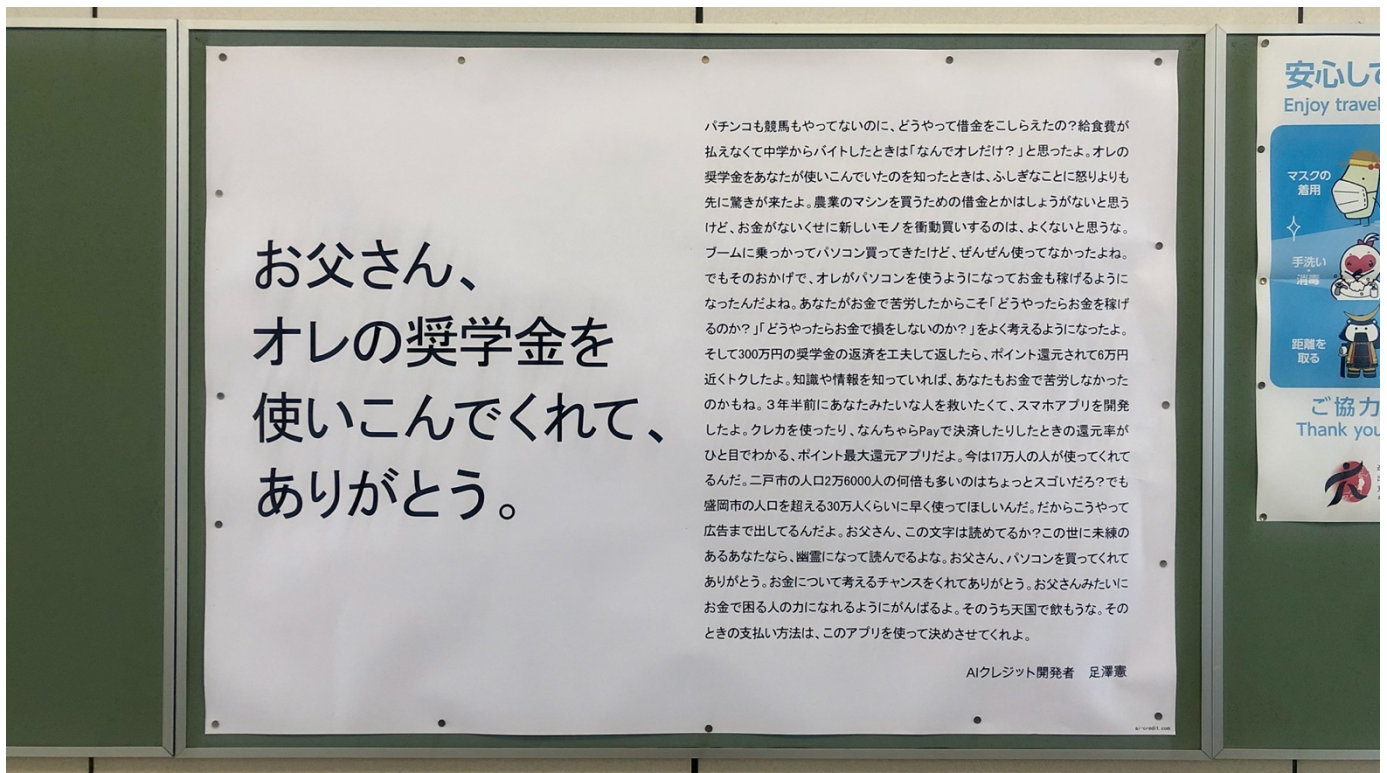 お父さん、
オレの奨学金を
使いこんでくれて、
ありがとう。
パチンコも競馬もやってないのに、どうやって借金をこしらえたの?給食費が
払えなくて中学からバイトしたときは「なんでオレだけ?」と思ったよ。オレの
奨学金をあなたが使いこんでいたのを知ったときは、ふしぎなことに怒りよりも
先に驚きが来たよ。農業のマシンを買うための借金とかはしょうがないと思う
けど、お金がないくせに新しいモノを衝動買いするのは、よくないと思うな。
ブームに乗っかってパソコン買ってきたけど、ぜんぜん使ってなかったよね。
でもそのおかげで、オレがパソコンを使うようになってお金も稼げるように
なったんだよね。あなたがお金で苦労したからこそ「どうやったらお金を稼げ
るのか?」「どうやったらお金で損をしないのか?」をよく考えるようになったよ。
そして300万円の奨学金の返済を工夫して返したら、ポイント還元されて6万円
近くトクしたよ。知識や情報を知っていれば、あなたもお金で苦労しなかった
のかもね。3年半前にあなたみたいな人を救いたくて、スマホアプリを開発
したよ。クレカを使ったり、なんちゃらPayで決済したりしたときの還元率が
ひと目でわかる、ポイント最大還元アプリだよ。今は17万人の人が使ってくれて
るんだ。二戸市の人口2万6000人の何倍も多いのはちょっとスゴいだろ?でも
盛岡市の人口を超える30万人くらいに早く使ってほしいんだ。だからこうやって
広告まで出してるんだよ。お父さん、この文字は読めてるか?この世に未練の
あるあなたなら、幽霊になって読んでるよな。お父さん、パソコンを買ってくれて
ありがとう。お金について考えるチャンスをくれてありがとう。お父さんみたいに
お金で困る人の力になれるようにがんばるよ。そのうち天国で飲もうな。その
ときの支払い方法は、このアプリを使って決めさせてくれよ。
AIクレジット開発者 足澤憲
ai-credit.com
安心して
Enjoy travel
マスクの
着用
手洗い
・
消毒
距離を
取る
ご協力
Thank you